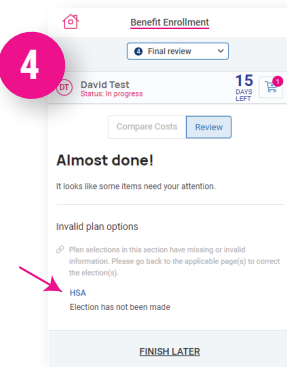 Benefit Enrollment
4
4 Final review
DT
David Test
Status: In progress
15
DAYS
LEFT
1
Compare Costs
Review
Almost done!
It looks like some items need your attention.
Invalid plan options
Plan selections in this section have missing or invalid
information. Please go back to the applicable page(s) to correct
the election(s).
HSA
Election has not been made
FINISH LATER